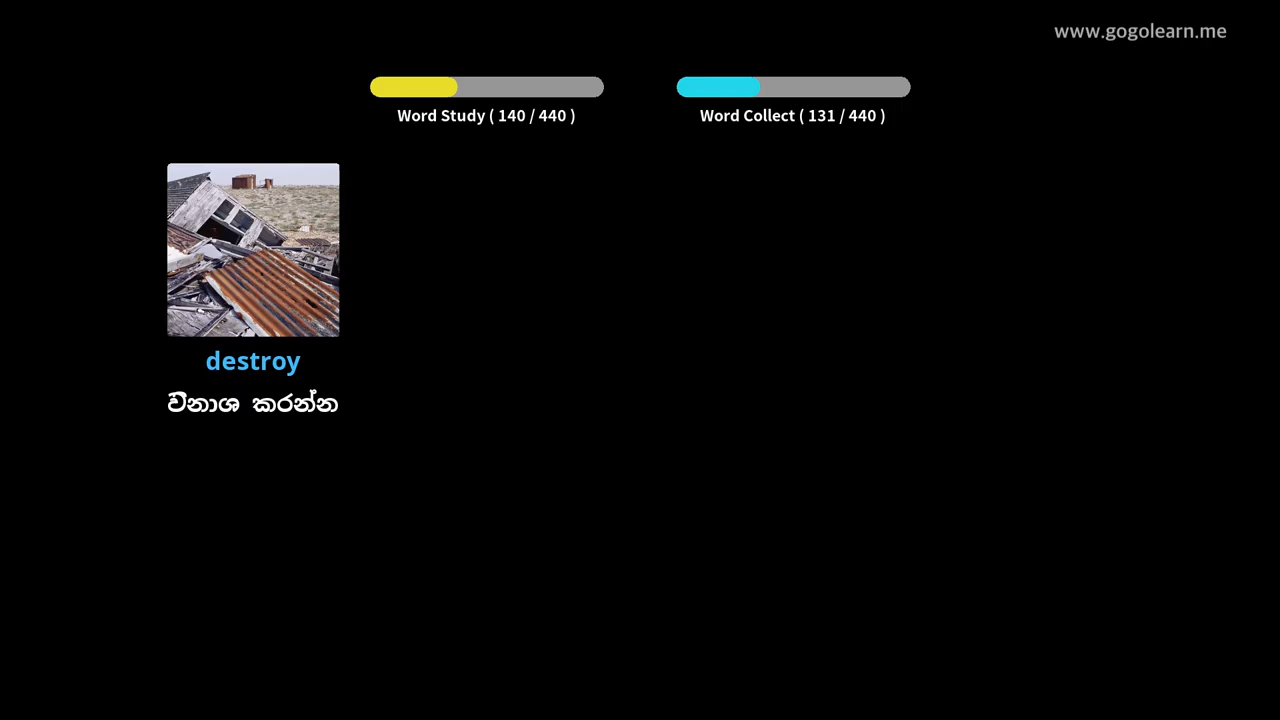 www.gogolearn.me
Word Study ( 140 / 440 )
Word Collect ( 131 / 440 )
destroy
විනාශ කරන්න